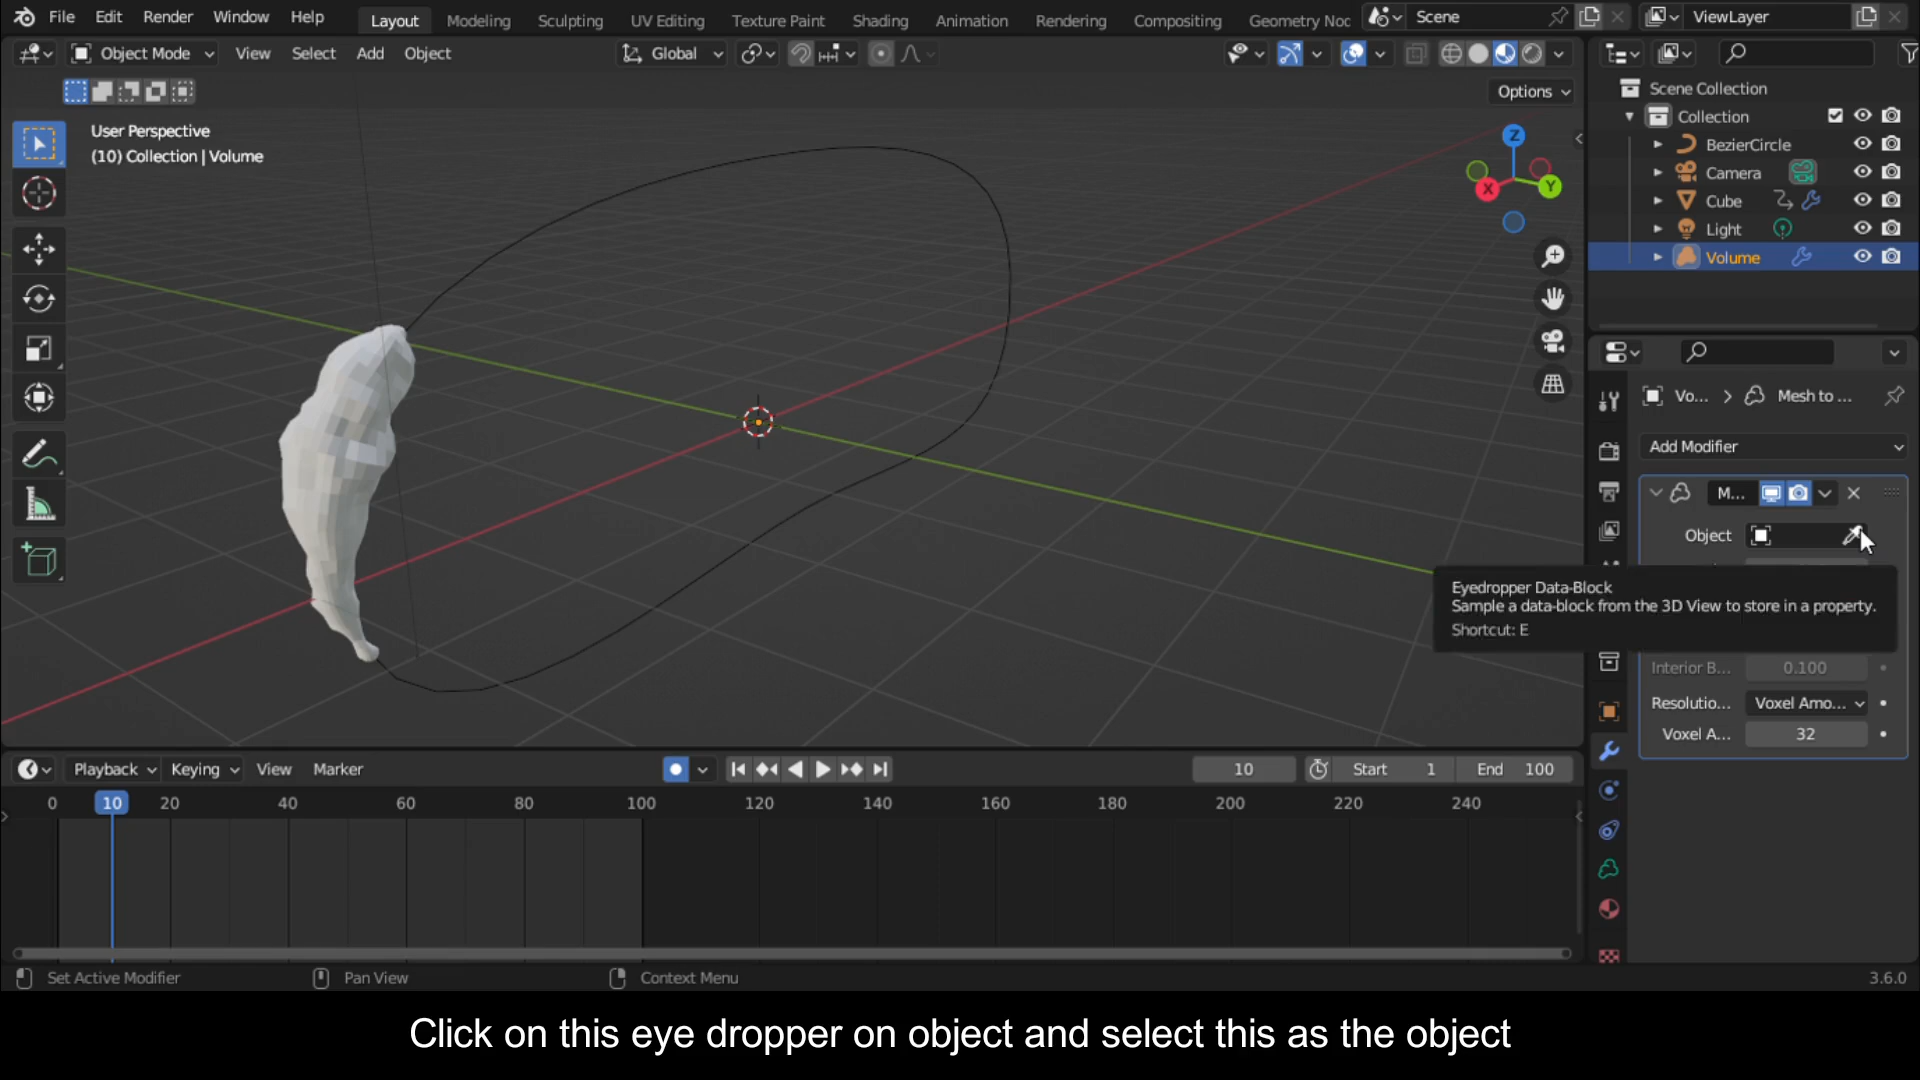 File Edit Render Window Help Layout Modeling Sculpting UV Editing Texture Paint Shading Animation Rendering Compositing Geometry Noc Scene ViewLayer
Object Mode View Select Add Object Global
Options
User Perspective
(10) Collection | Volume
Z
X
Y
Scene Collection
Collection
BezierCircle
Camera
Cube
Light
Volume
Vo... > Mesh to ...
Add Modifier
M...
Object
Eyedropper Data-Block
Sample a data-block from the 3D View to store in a property.
Shortcut: E
Interior B... 0.100
Resolutio... Voxel Amo...
Voxel A... 32
Playback Keying View Marker 10 Start 1 End 100
0 10 20 40 60 80 100 120 140 160 180 200 220 240
Set Active Modifier Pan View Context Menu 3.6.0
Click on this eye dropper on object and select this as the object